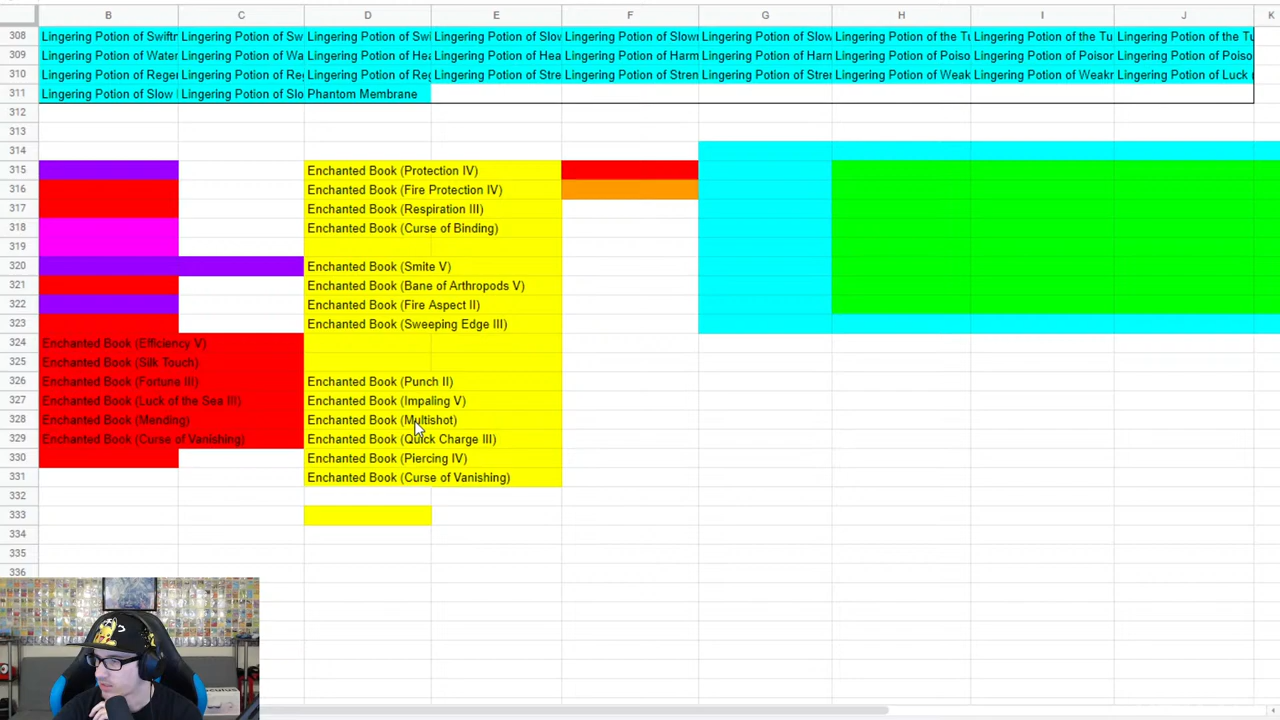 B C D E F G H I J K
308 Lingering Potion of Swiftn Lingering Potion of Sw Lingering Potion of Swi Lingering Potion of Slov Lingering Potion of Slown Lingering Potion of Slow Lingering Potion of the Tu Lingering Potion of the Tu Lingering Potion of the Tu
309 Lingering Potion of Water Lingering Potion of Wa Lingering Potion of Hea Lingering Potion of Hea Lingering Potion of Harm Lingering Potion of Harn Lingering Potion of Poiso Lingering Potion of Poison Lingering Potion of Poiso
310 Lingering Potion of Regen Lingering Potion of Reg Lingering Potion of Reg Lingering Potion of Stre Lingering Potion of Stren Lingering Potion of Stren Lingering Potion of Weak Lingering Potion of Weakr Lingering Potion of Luck (
311 Lingering Potion of Slow Lingering Potion of Slo Phantom Membrane
312
313
314
315 Enchanted Book (Protection IV)
316 Enchanted Book (Fire Protection IV)
317 Enchanted Book (Respiration III)
318 Enchanted Book (Curse of Binding)
319
320 Enchanted Book (Smite V)
321 Enchanted Book (Bane of Arthropods V)
322 Enchanted Book (Fire Aspect II)
323 Enchanted Book (Sweeping Edge III)
324 Enchanted Book (Efficiency V)
325 Enchanted Book (Silk Touch)
326 Enchanted Book (Fortune III) Enchanted Book (Punch II)
327 Enchanted Book (Luck of the Sea III) Enchanted Book (Impaling V)
328 Enchanted Book (Mending) Enchanted Book (Multishot)
329 Enchanted Book (Curse of Vanishing) Enchanted Book (Quick Charge III)
330 Enchanted Book (Piercing IV)
331 Enchanted Book (Curse of Vanishing)
332
333
334
335
336